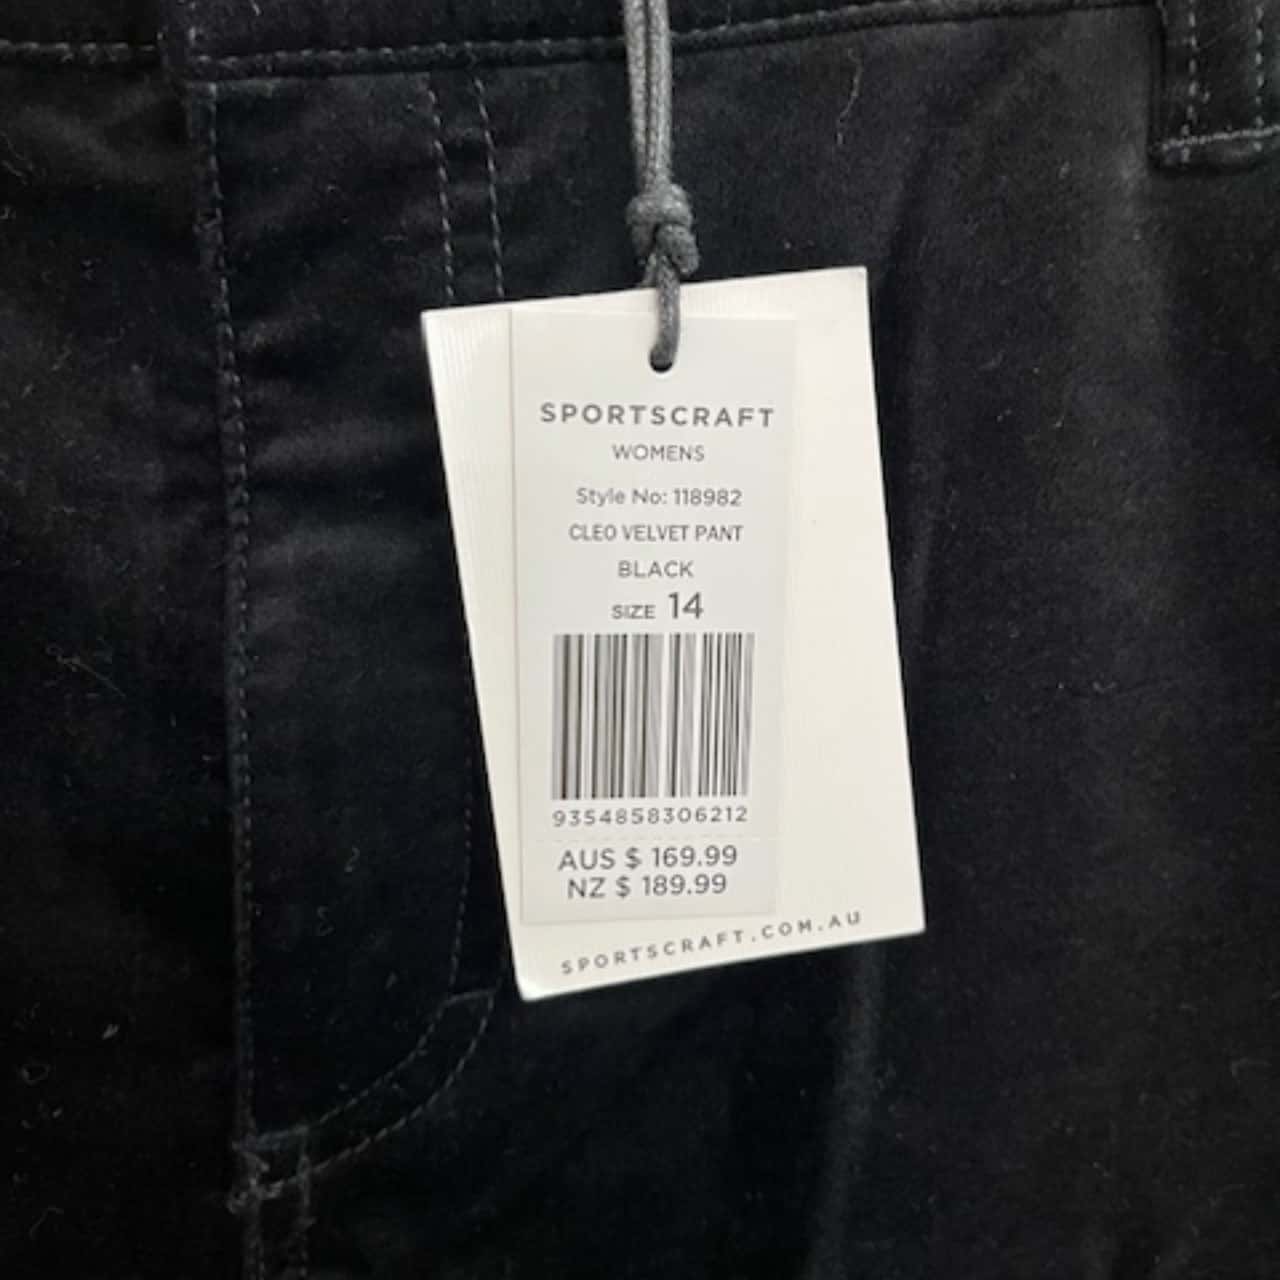 SPORTSCRAFT
WOMENS
Style No: 118982
CLEO VELVET PANT
BLACK
SIZE 14
9354858306212
AUS $ 169.99
NZ $ 189.99
SPORTSCRAFT.COM.AU